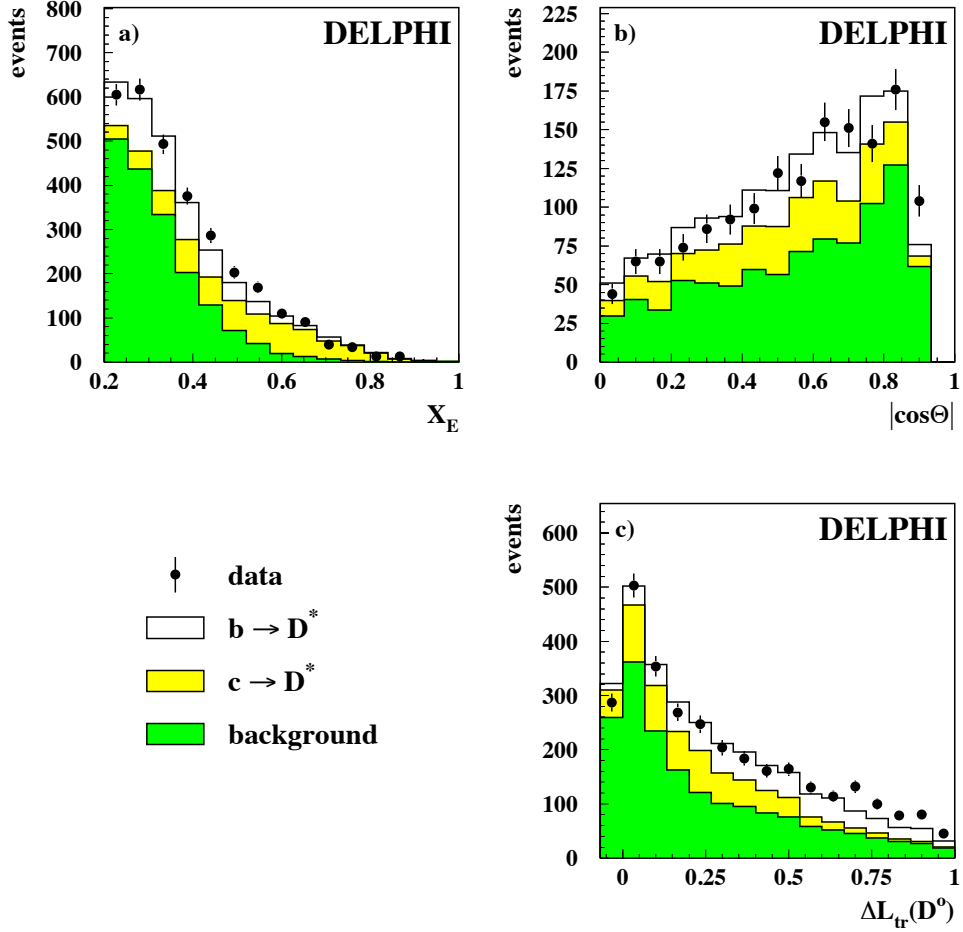 events
a)
DELPHI
800
700
600
500
400
300
200
100
0
0.2 0.4 0.6 0.8 1
X_E
events
b)
DELPHI
225
200
175
150
125
100
75
50
25
0
0 0.2 0.4 0.6 0.8 1
|cosΘ|
data
b → D*
c → D*
background
events
c)
DELPHI
600
500
400
300
200
100
0
0 0.25 0.5 0.75 1
ΔL_tr(D^o)